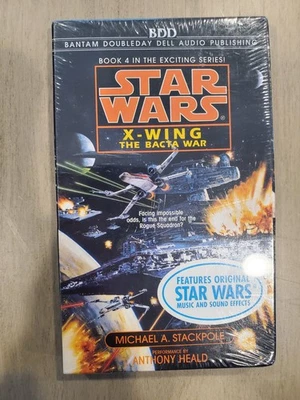 BDD
BANTAM DOUBLEDAY DELL AUDIO PUBLISHING
BOOK 4 IN THE EXCITING SERIES!
STAR
WARS®
X-WING
THE BACTA WAR
Facing impossible
odds, is this the end for the
Rogue Squadron?
FEATURES ORIGINAL
STAR WARS
MUSIC AND SOUND EFFECTS
MICHAEL A. STACKPOLE
PERFORMANCE BY
ANTHONY HEALD